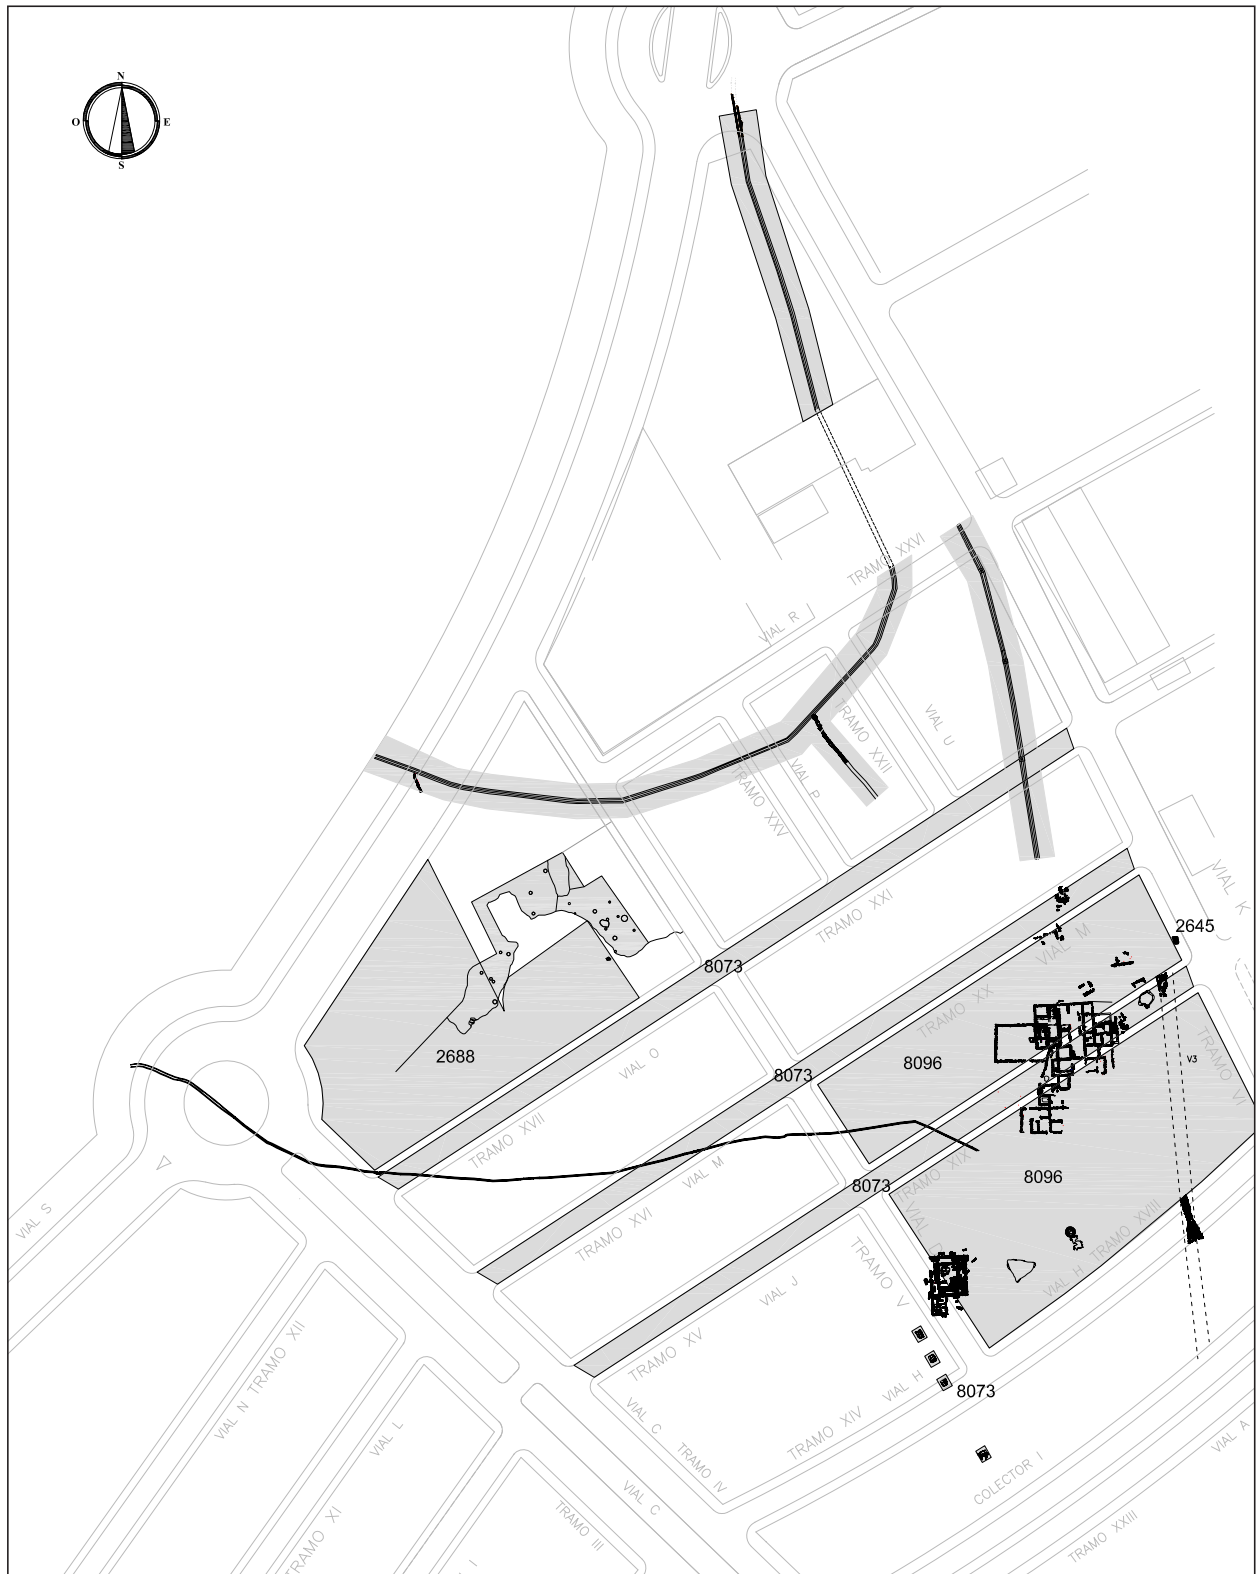 N
O
E
S
TRAMO XXVI
VIAL R
VIAL U
TRAMO XXII
VIAL P
TRAMO XXV
VIAL K
TRAMO XXI
2645
VIAL M
8073
TRAMO XX
2688
VIAL O
8073
8096
V3
TRAMO VI
TRAMO XVII
VIAL M
8073
TRAMO XIX
8096
VIAL S
TRAMO XVI
TRAMO V
VIAL H
TRAMO XVIII
VIAL J
TRAMO XV
VIAL N
TRAMO XII
VIAL L
VIAL C
TRAMO XIV
VIAL H
8073
TRAMO IV
COLECTOR I
VIAL A
VIAL C
TRAMO III
TRAMO XI
TRAMO XXIII